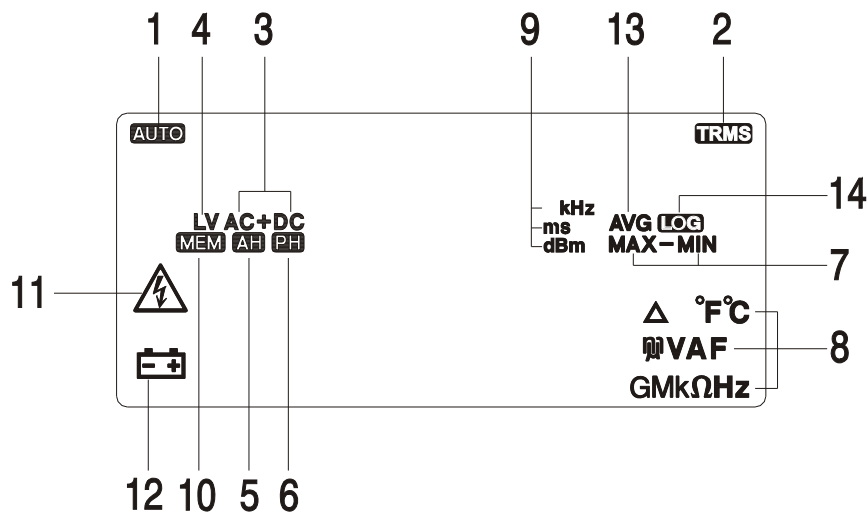 1 4 3 9 13 2
AUTO TRMS
14
LV AC+DC kHz AVG LOG
MEM AH PH ms MAX-MIN
dBm
7
11
△ °F°C
VAF 8
GMkΩHz
12 10 5 6